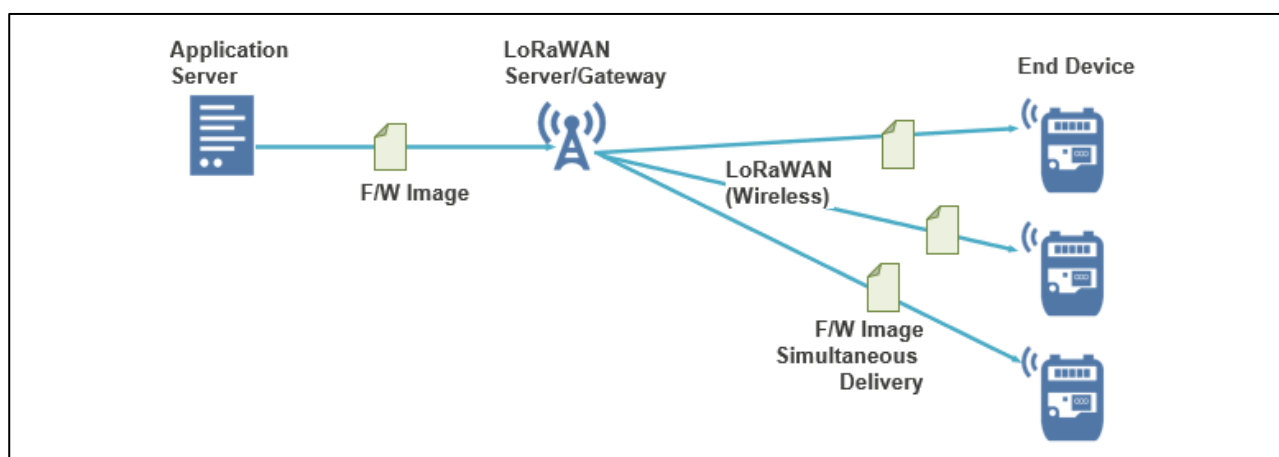 Application
Server
LoRaWAN
Server/Gateway
End Device
F/W Image
LoRaWAN
(Wireless)
F/W Image
Simultaneous
Delivery